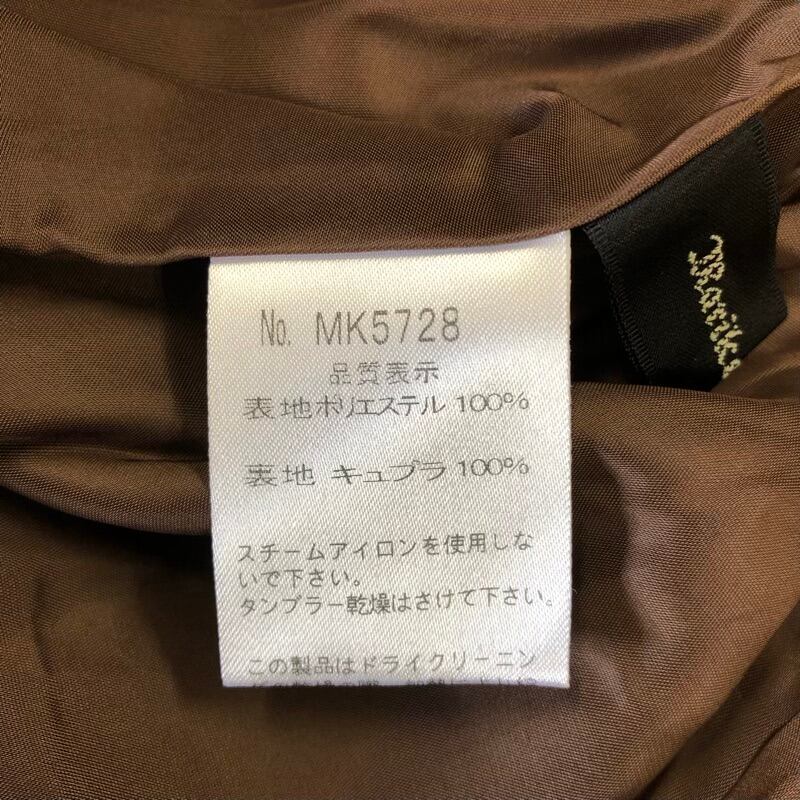 No. MK5728
品質表示
表地ポリエステル 100%
裏地 キュプラ 100%
スチームアイロンを使用しな
いで下さい。
タンブラー乾燥はさけて下さい。
この製品はドライクリーニン